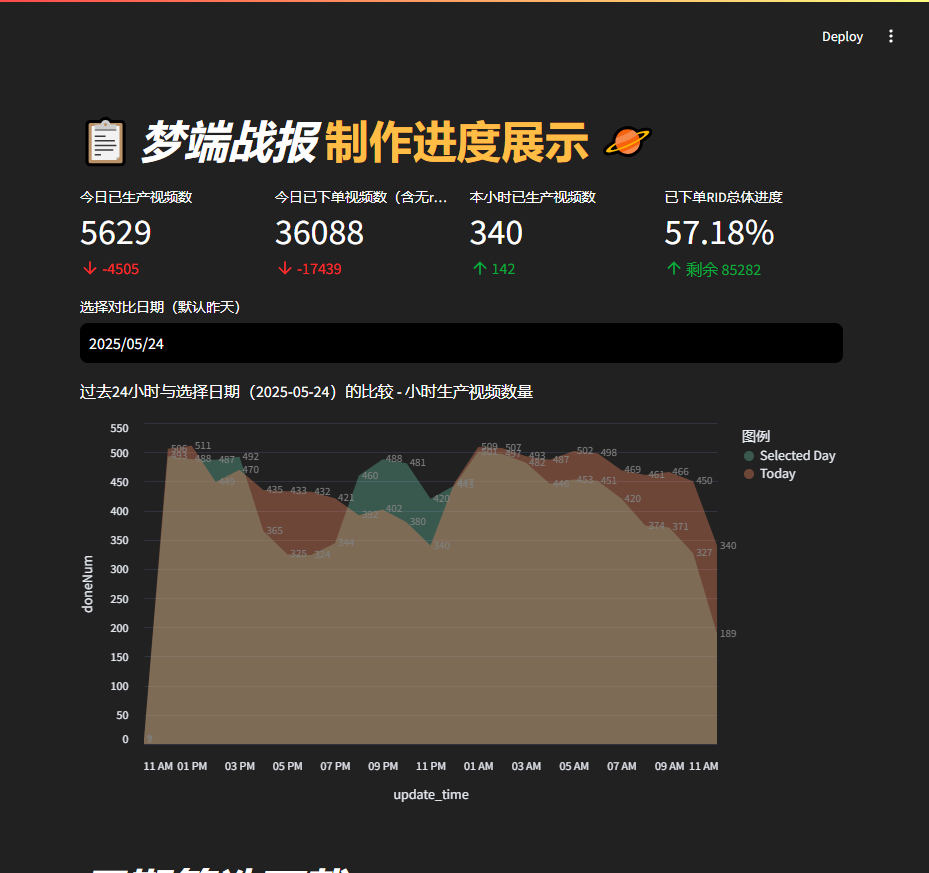 Deploy
梦端战报 制作进度展示
今日已生产视频数
5629
-4505
今日已下单视频数（含无r...
36088
-17439
本小时已生产视频数
340
142
已下单RID总体进度
57.18%
剩余 85282
选择对比日期（默认昨天）
2025/05/24
过去24小时与选择日期（2025-05-24）的比较 - 小时生产视频数量
图例
Selected Day
Today
doneNum
550
500
450
400
350
300
250
200
150
100
50
0
506 511
493 488 487 492
449 470
435 433 432 421
365 325 324 344
460 488 481 420
392 402 380 340
443
509 507 493 487 502 498
501 497 482 446 453 451
469 461 466 450 340
420 374 371 327 189
11 AM 01 PM 03 PM 05 PM 07 PM 09 PM 11 PM 01 AM 03 AM 05 AM 07 AM 09 AM 11 AM
update_time